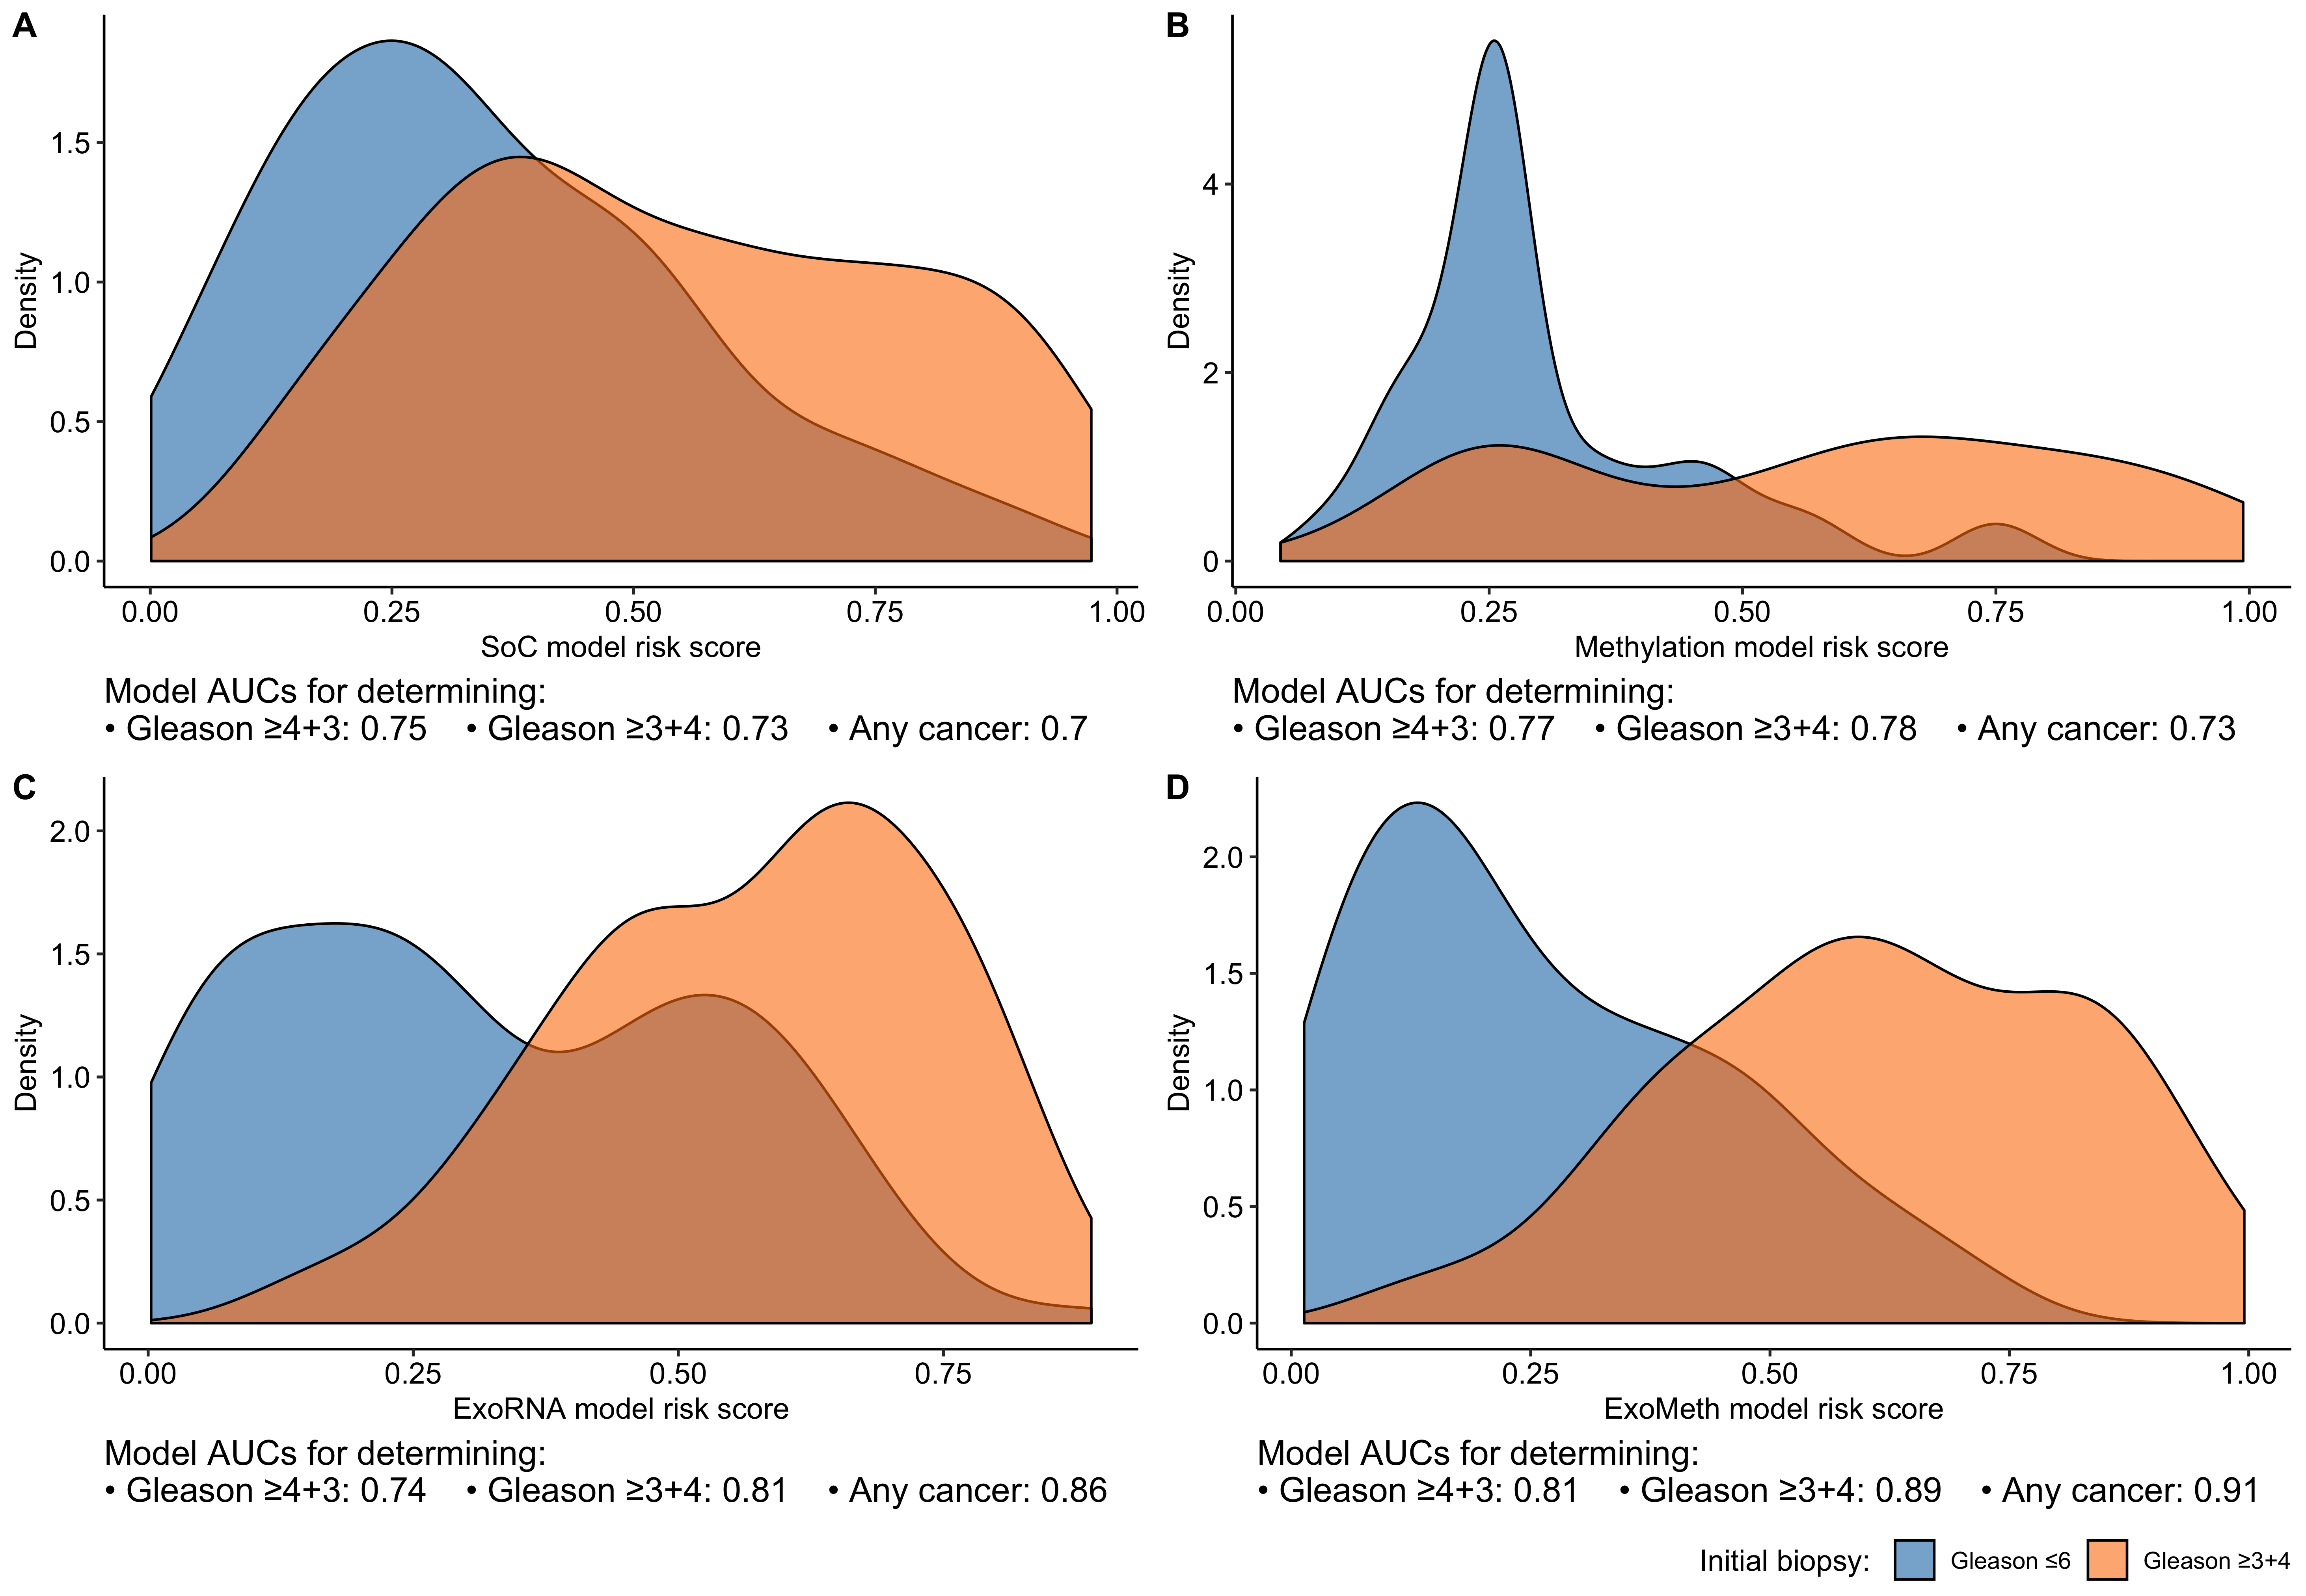 A
Density
1.5
1.0
0.5
0.0
0.00 0.25 0.50 0.75 1.00
SoC model risk score
Model AUCs for determining:
• Gleason ≥4+3: 0.75 • Gleason ≥3+4: 0.73 • Any cancer: 0.7
B
Density
4
2
0
0.00 0.25 0.50 0.75 1.00
Methylation model risk score
Model AUCs for determining:
• Gleason ≥4+3: 0.77 • Gleason ≥3+4: 0.78 • Any cancer: 0.73
C
Density
2.0
1.5
1.0
0.5
0.0
0.00 0.25 0.50 0.75
ExoRNA model risk score
Model AUCs for determining:
• Gleason ≥4+3: 0.74 • Gleason ≥3+4: 0.81 • Any cancer: 0.86
D
Density
2.0
1.5
1.0
0.5
0.0
0.00 0.25 0.50 0.75 1.00
ExoMeth model risk score
Model AUCs for determining:
• Gleason ≥4+3: 0.81 • Gleason ≥3+4: 0.89 • Any cancer: 0.91
Initial biopsy: Gleason ≤6 Gleason ≥3+4